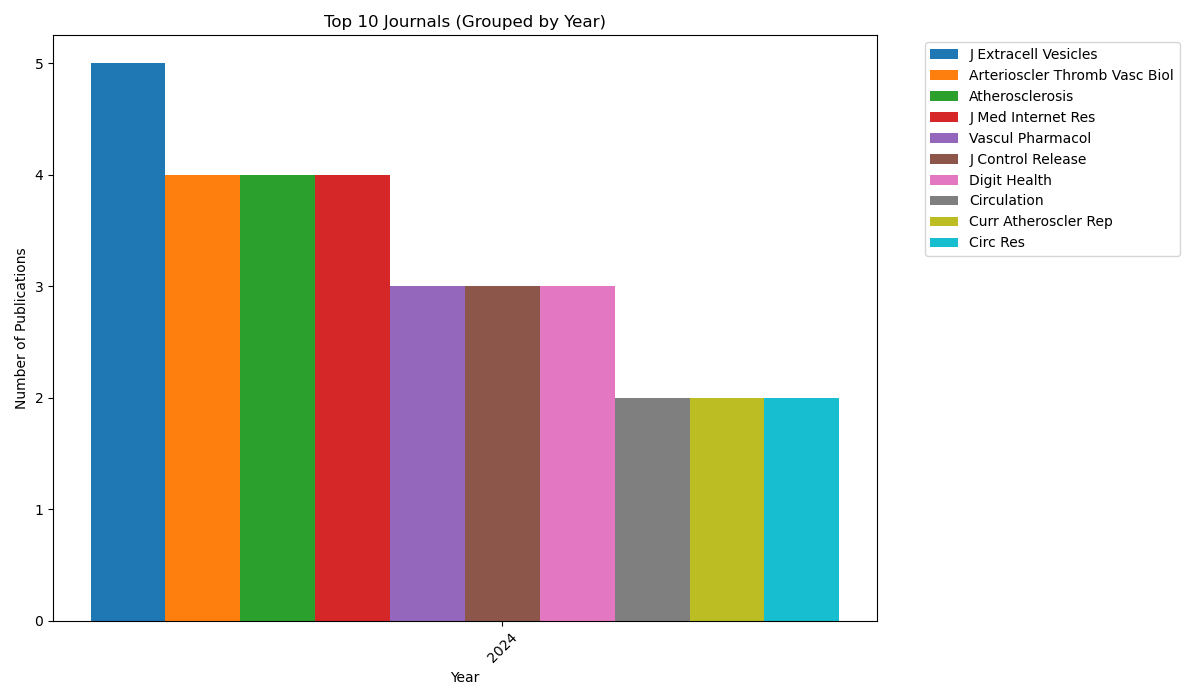 Top 10 Journals (Grouped by Year)
Number of Publications
5
4
3
2
1
0
2024
Year
J Extracell Vesicles
Arterioscler Thromb Vasc Biol
Atherosclerosis
J Med Internet Res
Vascul Pharmacol
J Control Release
Digit Health
Circulation
Curr Atheroscler Rep
Circ Res